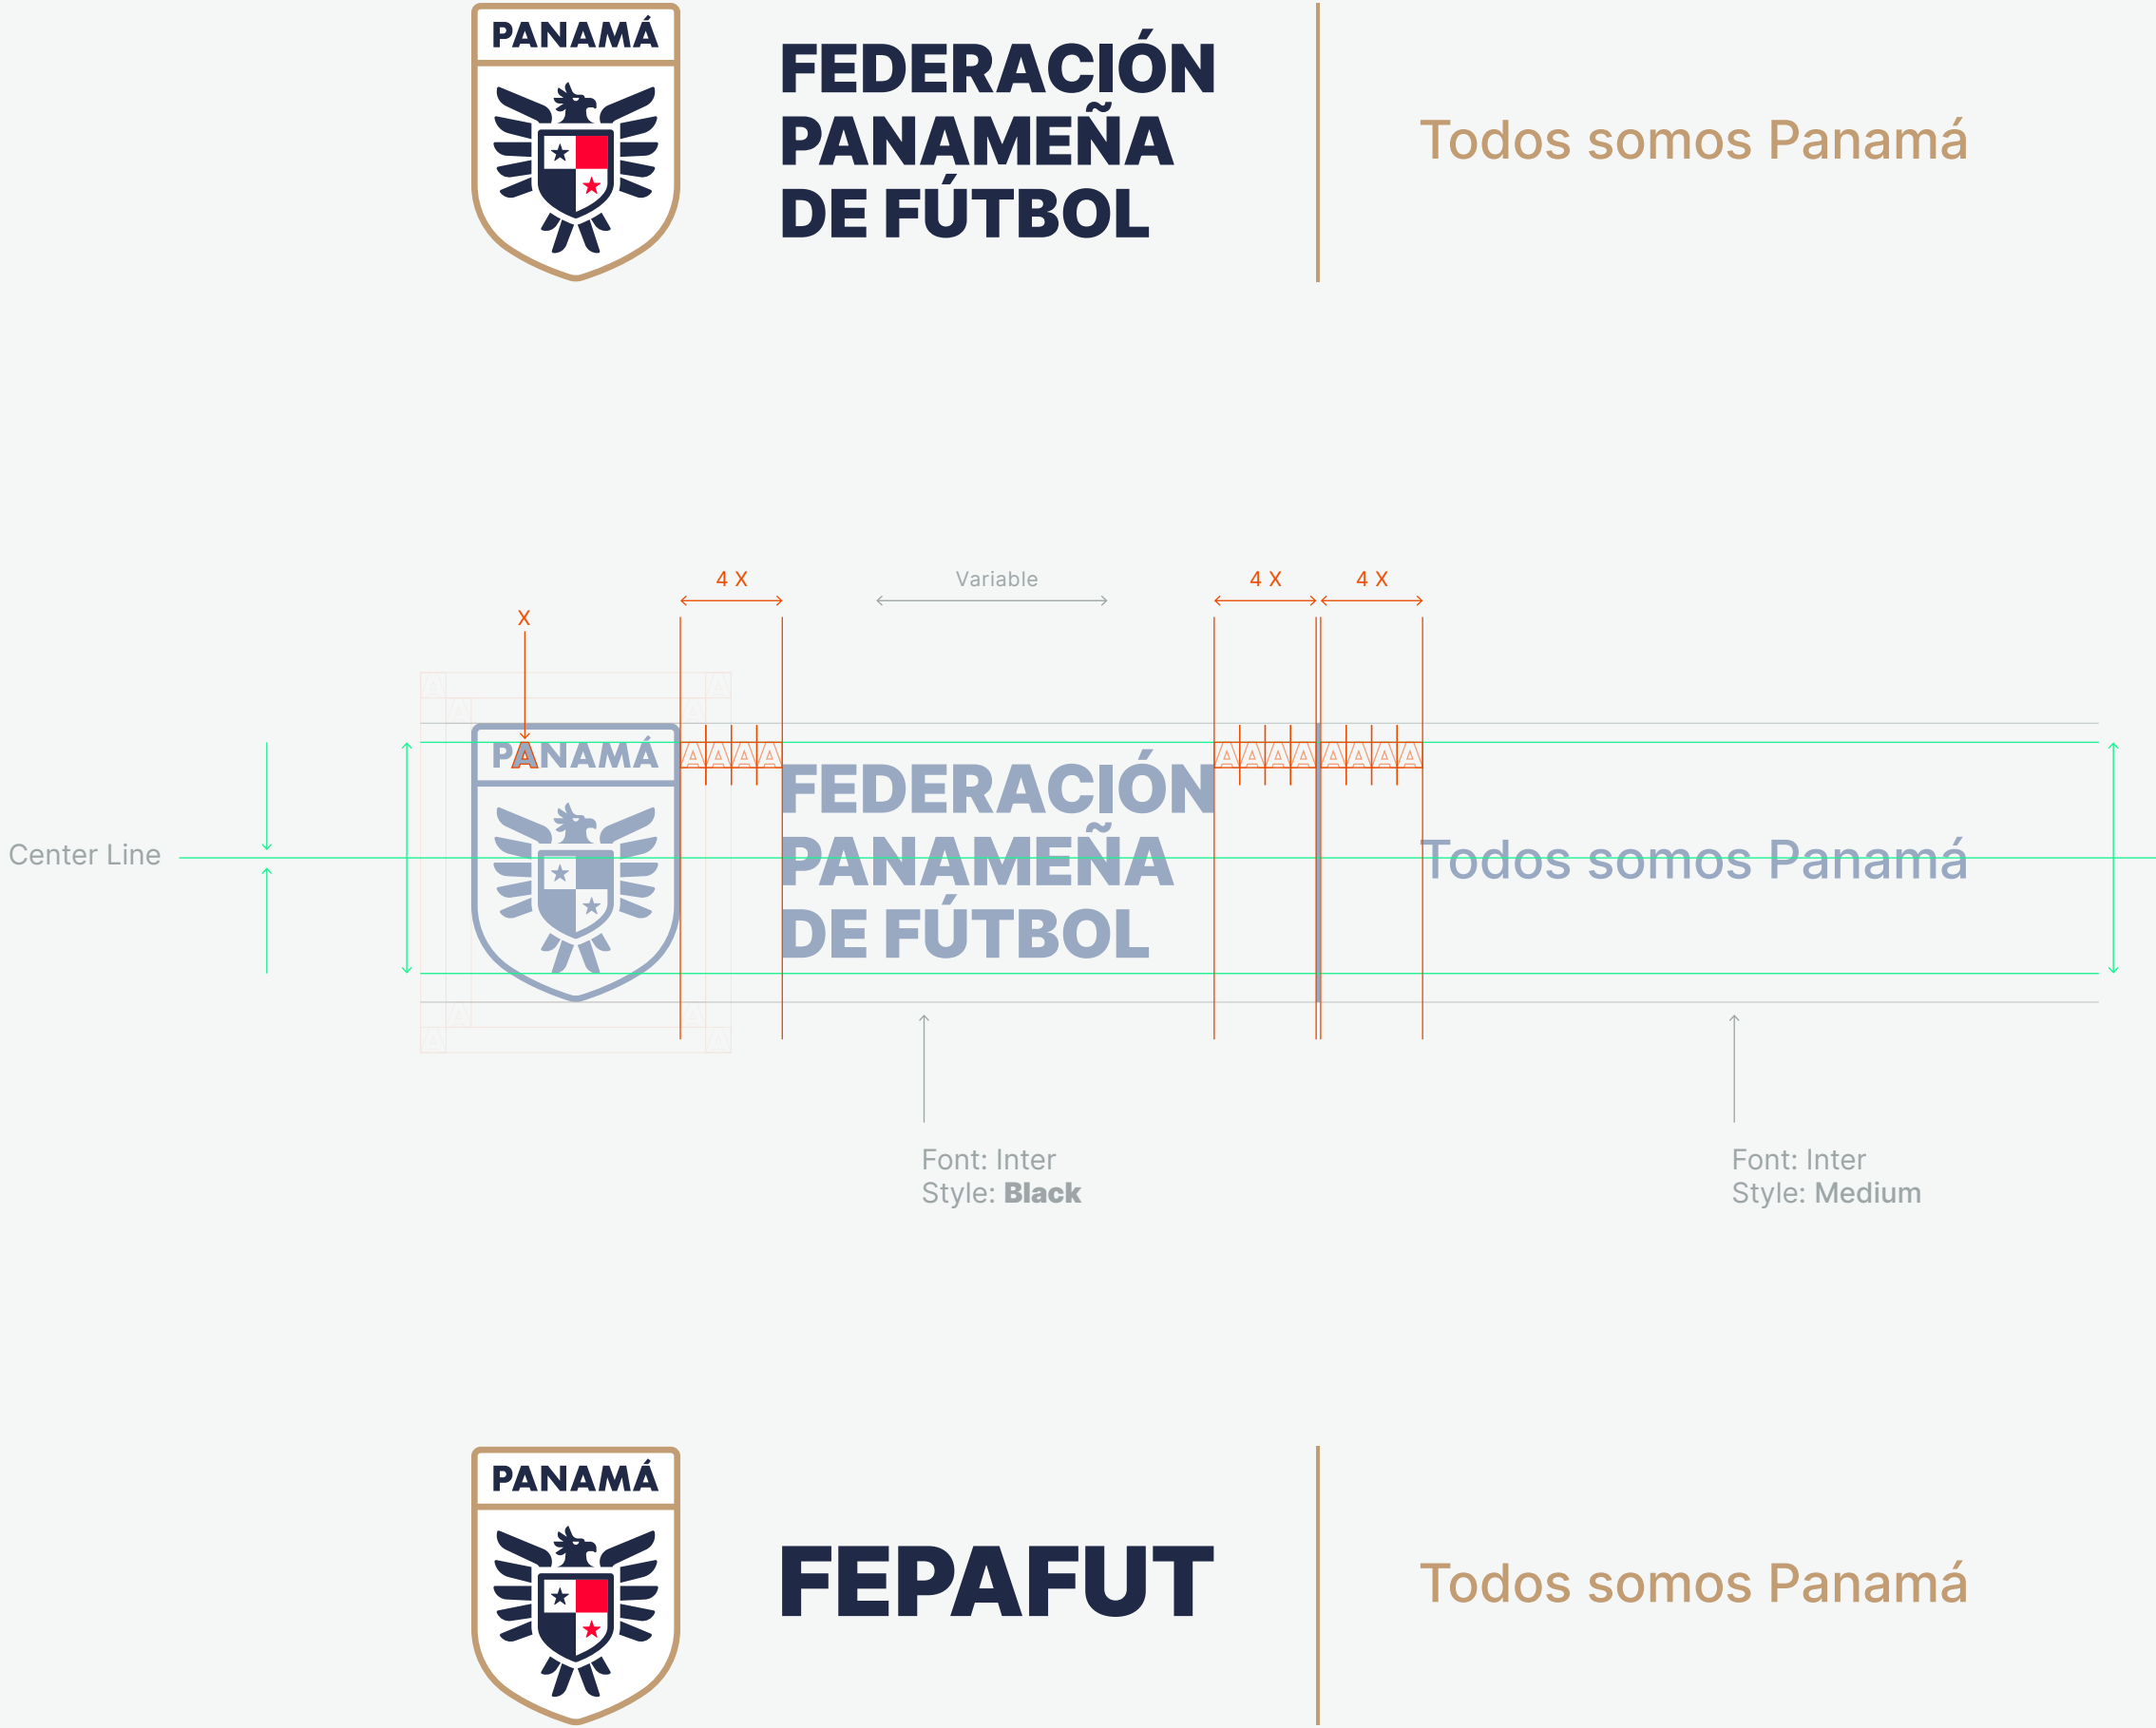 PANAMÁ
FEDERACIÓN
PANAMEÑA
DE FÚTBOL
Todos somos Panamá
4 X
Variable
4 X
4 X
X
PANAMÁ
A A A A
A A A A A A A A
FEDERACIÓN
PANAMEÑA
DE FÚTBOL
Center Line
Todos somos Panamá
Font: Inter
Style: Black
Font: Inter
Style: Medium
PANAMÁ
FEPAFUT
Todos somos Panamá